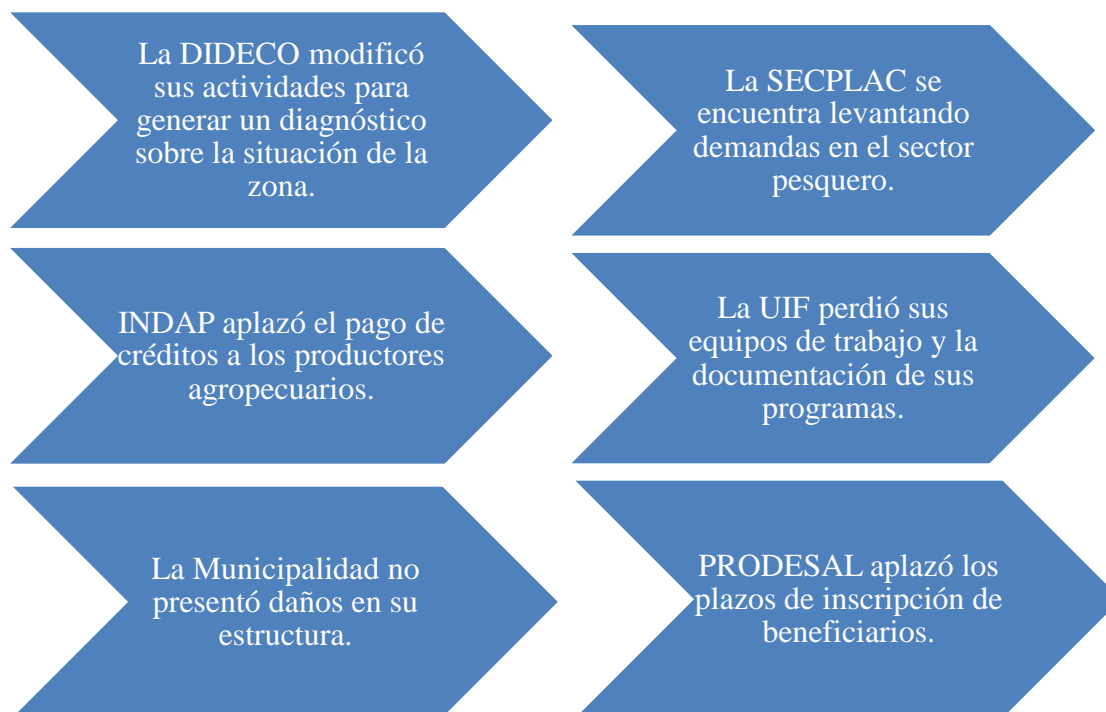 La DIDECO modificó
sus actividades para
generar un diagnóstico
sobre la situación de la
zona.
La SECPLAC se
encuentra levantando
demandas en el sector
pesquero.
INDAP aplazó el pago de
créditos a los productores
agropecuarios.
La UIF perdió sus
equipos de trabajo y la
documentación de sus
programas.
La Municipalidad no
presentó daños en su
estructura.
PRODESAL aplazó los
plazos de inscripción de
beneficiarios.